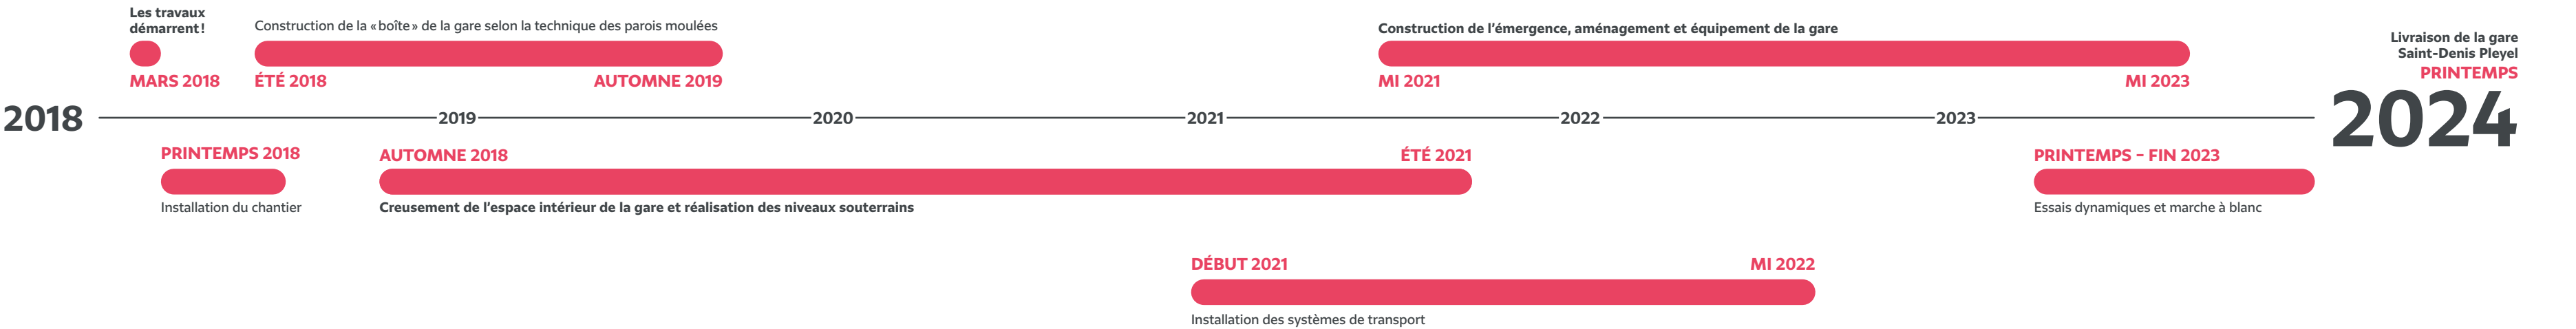 Les travaux
démarrent !
MARS 2018
Construction de la « boîte » de la gare selon la technique des parois moulées
ÉTÉ 2018
AUTOMNE 2019
Construction de l'émergence, aménagement et équipement de la gare
MI 2021
MI 2023
Livraison de la gare
Saint-Denis Pleyel
PRINTEMPS
2024
2018
2019
2020
2021
2022
2023
PRINTEMPS 2018
Installation du chantier
AUTOMNE 2018
ÉTÉ 2021
Creusement de l'espace intérieur de la gare et réalisation des niveaux souterrains
PRINTEMPS – FIN 2023
Essais dynamiques et marche à blanc
DÉBUT 2021
MI 2022
Installation des systèmes de transport